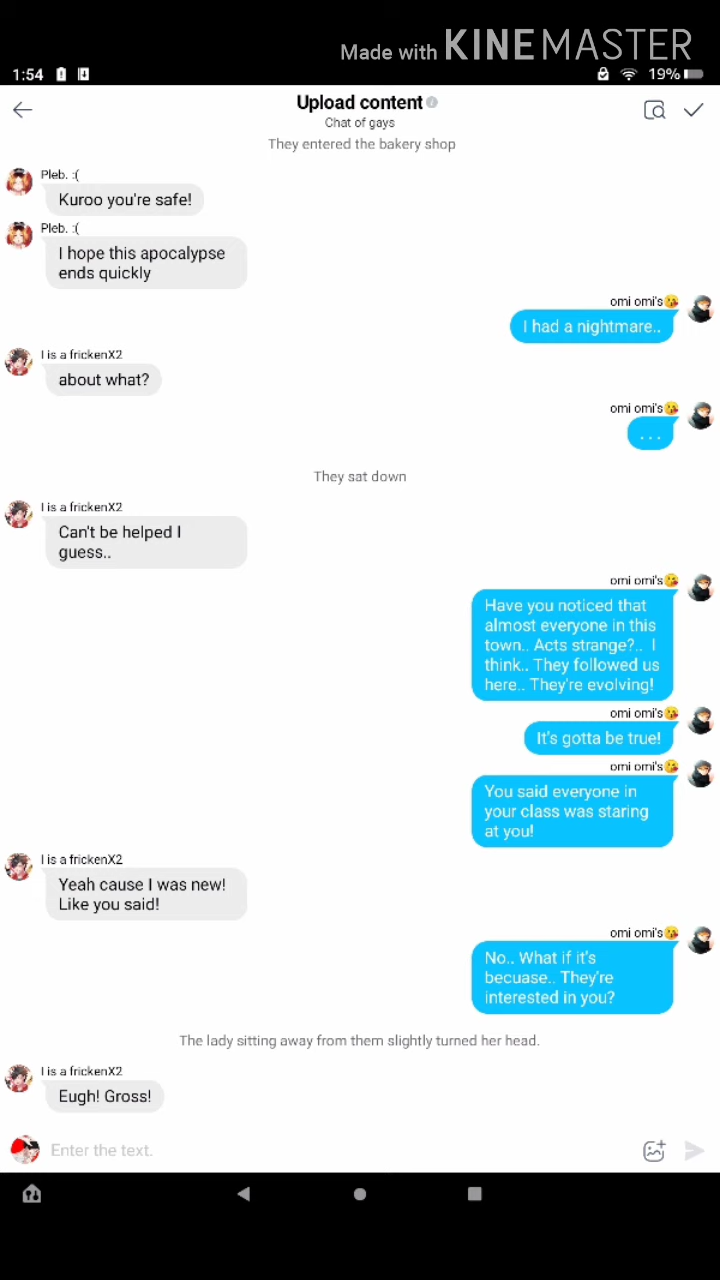 Made with KINEMASTER
1:54
19%
Upload content
Chat of gays
They entered the bakery shop
Pleb. :(
Kuroo you're safe!
Pleb. :(
I hope this apocalypse
ends quickly
omi omi's😘
I had a nightmare..
I is a frickenX2
about what?
omi omi's😘
. . .
They sat down
I is a frickenX2
Can't be helped I
guess..
omi omi's😘
Have you noticed that
almost everyone in this
town.. Acts strange?.. I
think.. They followed us
here.. They're evolving!
omi omi's😘
It's gotta be true!
omi omi's😘
You said everyone in
your class was staring
at you!
I is a frickenX2
Yeah cause I was new!
Like you said!
omi omi's😘
No.. What if it's
becuase.. They're
interested in you?
The lady sitting away from them slightly turned her head.
I is a frickenX2
Eugh! Gross!
Enter the text.